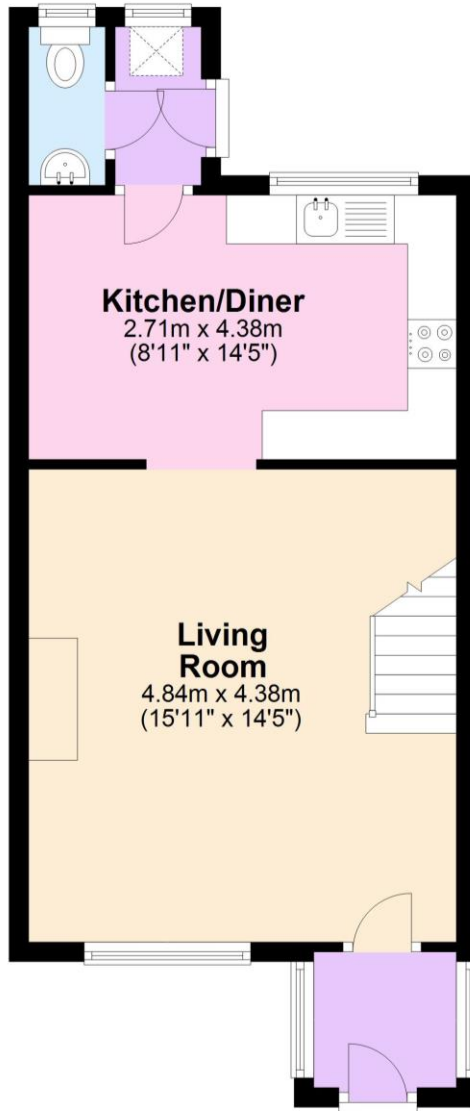 Kitchen/Diner
2.71m x 4.38m
(8'11" x 14'5")
Living
Room
4.84m x 4.38m
(15'11" x 14'5")